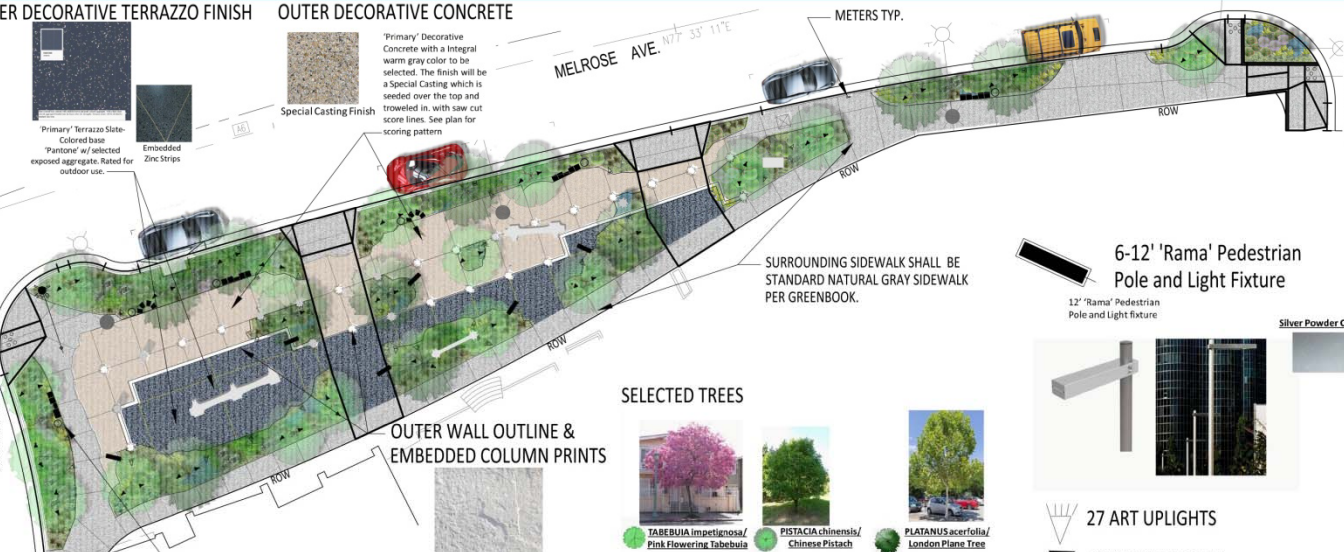 ER DECORATIVE TERRAZZO FINISH
'Primary' Terrazzo Slate-
Colored base
'Pantone' w/ selected
exposed aggregate. Rated for
outdoor use.
Embedded
Zinc Strips
OUTER DECORATIVE CONCRETE
Special Casting Finish
'Primary' Decorative
Concrete with a Integral
warm gray color to be
selected. The finish will be
a Special Casting which is
seeded over the top and
troweled in. with saw cut
score lines. See plan for
scoring pattern
MELROSE AVE.
N77° 33' 11"E
METERS TYP.
ROW
ROW
ROW
ROW
SURROUNDING SIDEWALK SHALL BE
STANDARD NATURAL GRAY SIDEWALK
PER GREENBOOK.
6-12' 'Rama' Pedestrian
Pole and Light Fixture
12' 'Rama' Pedestrian
Pole and Light fixture
Silver Powder C
OUTER WALL OUTLINE &
EMBEDDED COLUMN PRINTS
SELECTED TREES
TABEBUIA impetignosa/
Pink Flowering Tabebuia
PISTACIA chinensis/
Chinese Pistach
PLATANUS acerfolia/
London Plane Tree
27 ART UPLIGHTS